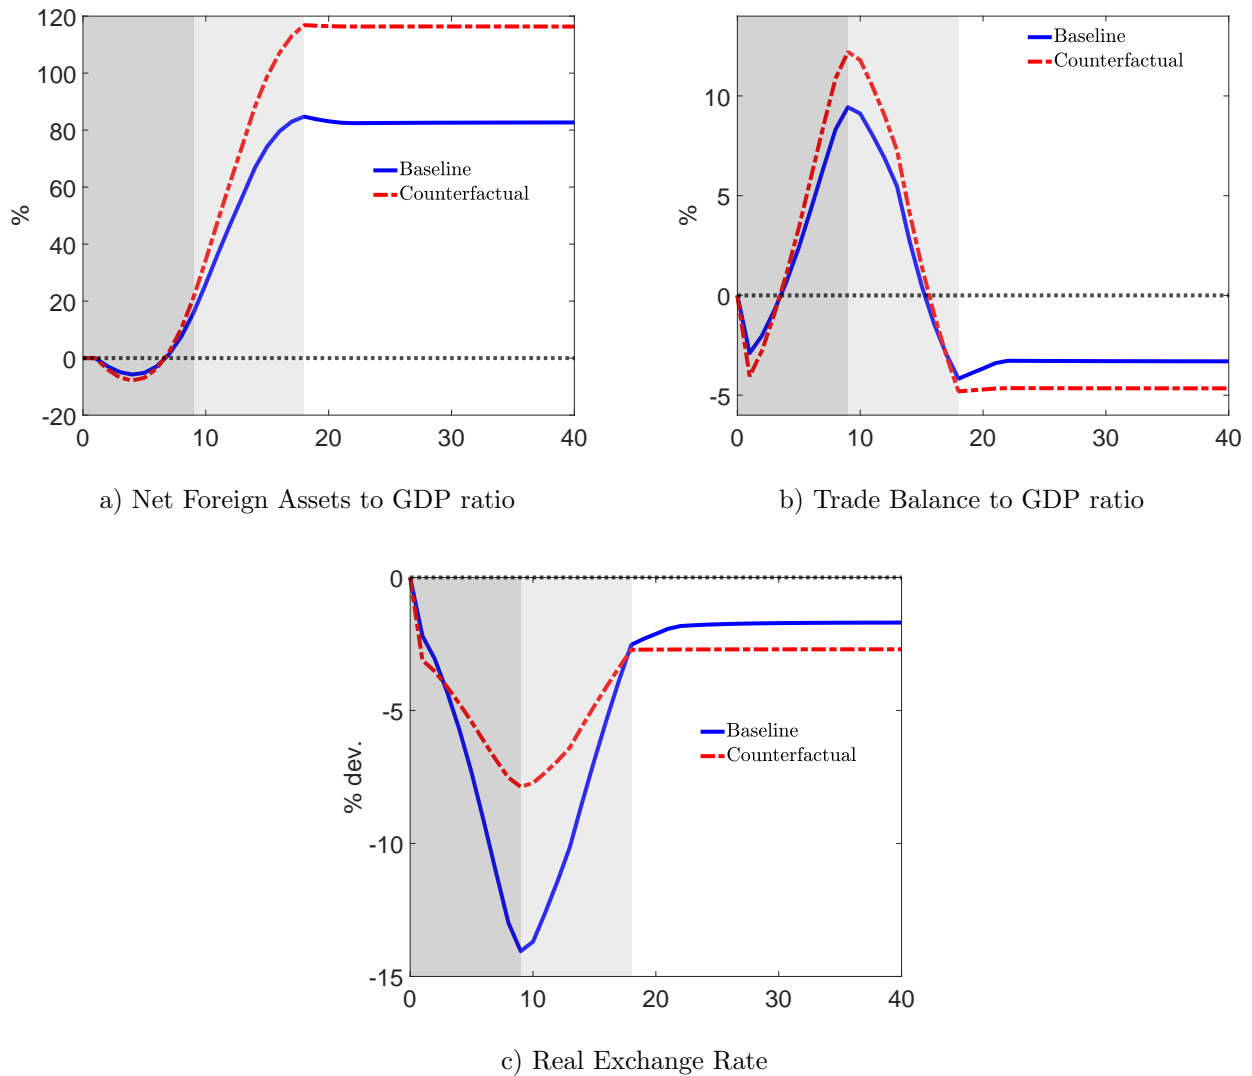 120
100
80
60
40
20
0
-20
%
Baseline
Counterfactual
0 10 20 30 40
a) Net Foreign Assets to GDP ratio
10
5
0
-5
%
Baseline
Counterfactual
0 10 20 30 40
b) Trade Balance to GDP ratio
0
-5
-10
-15
% dev.
Baseline
Counterfactual
0 10 20 30 40
c) Real Exchange Rate